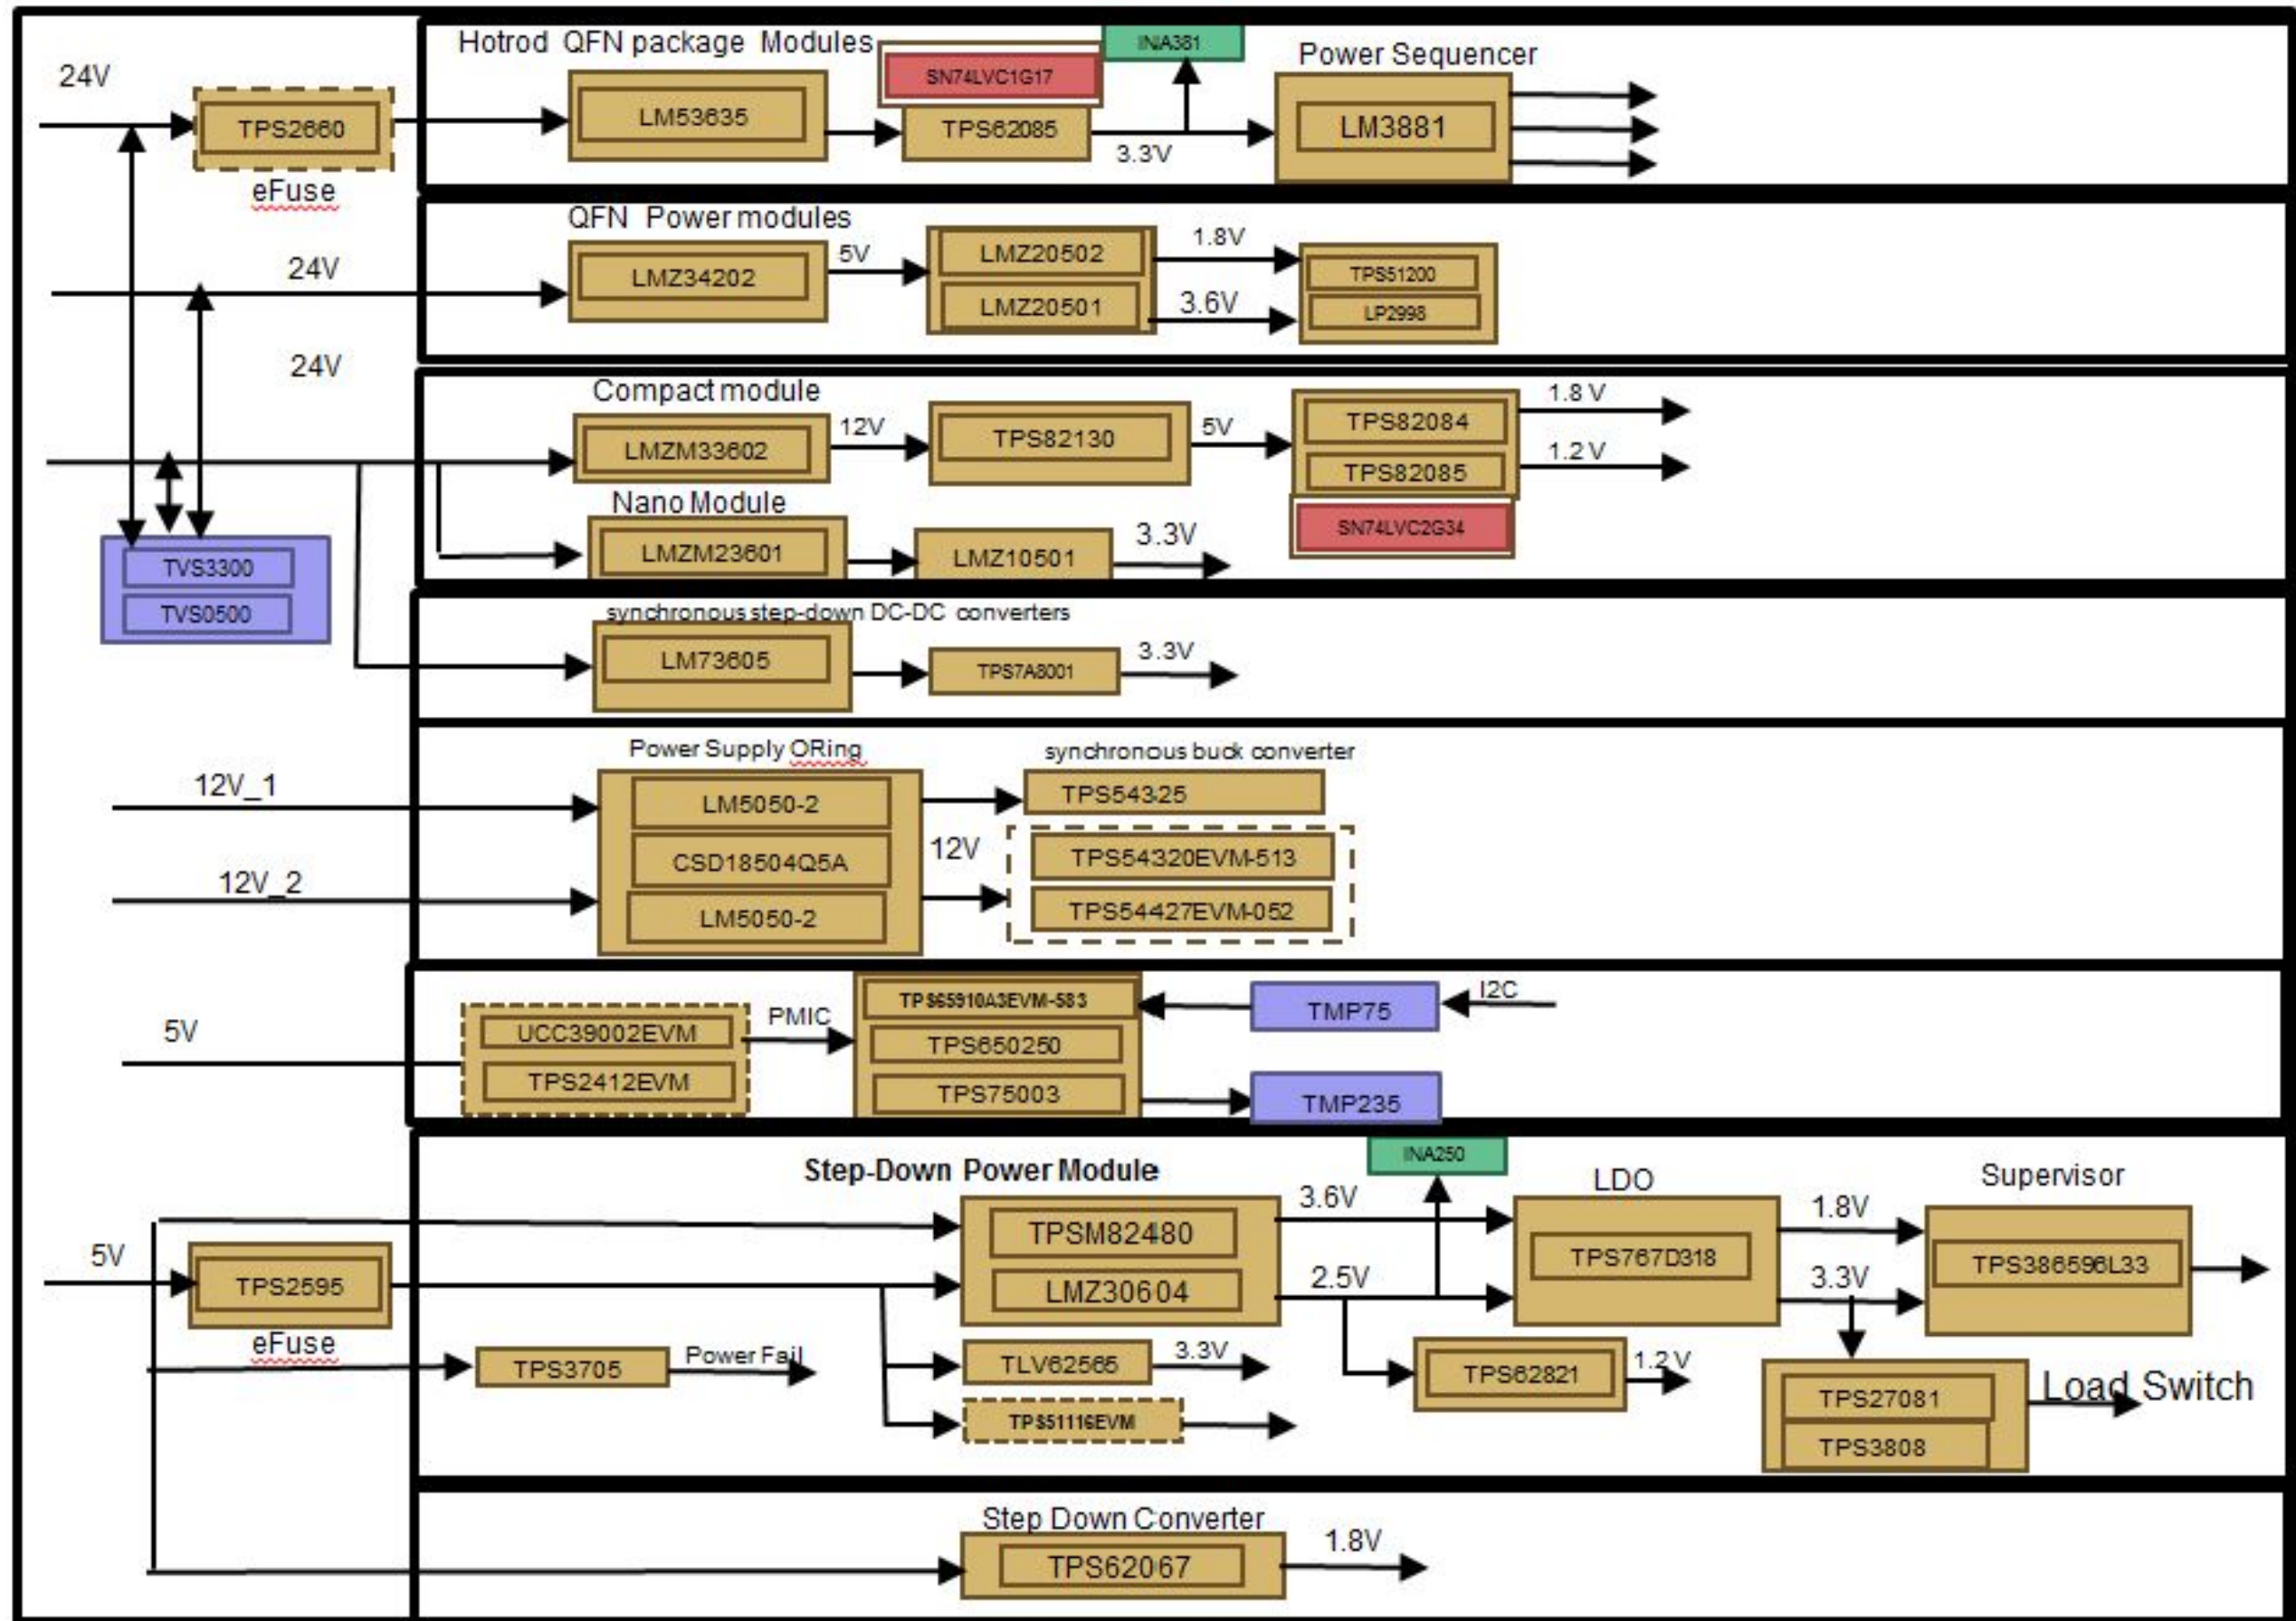 Hotrod QFN package Modules
INA381
Power Sequencer
24V
SN74LVC1G17
TPS2660
LM53635
TPS62085
3.3V
LM3881
eFuse
QFN Power modules
24V
LMZ34202
5V
LMZ20502
LMZ20501
1.8V
3.6V
TPS51200
LP2998
24V
Compact module
LMZM33602
12V
TPS82130
5V
TPS82084
TPS82085
1.8 V
1.2 V
SN74LVC2G34
Nano Module
LMZM23601
LMZ10501
3.3V
TVS3300
TVS0500
synchronous step-down DC-DC converters
LM73605
TPS7A8001
3.3V
Power Supply ORing
synchronous buck converter
12V_1
12V_2
LM5050-2
CSD18504Q5A
LM5050-2
12V
TPS54325
TPS54320EVM-513
TPS54427EVM-052
5V
UCC39002EVM
TPS2412EVM
PMIC
TPS65910A3EVM-583
TPS650250
TPS75003
TMP75
I2C
TMP235
Step-Down Power Module
INA250
LDO
Supervisor
5V
TPS2595
eFuse
TPSM82480
LMZ30604
3.6V
2.5V
TPS767D318
1.8V
3.3V
TPS386596L33
TPS3705
Power Fail
TLV62565
3.3V
TPS51116EVM
TPS62821
1.2 V
TPS27081
TPS3808
Load Switch
Step Down Converter
TPS62067
1.8V